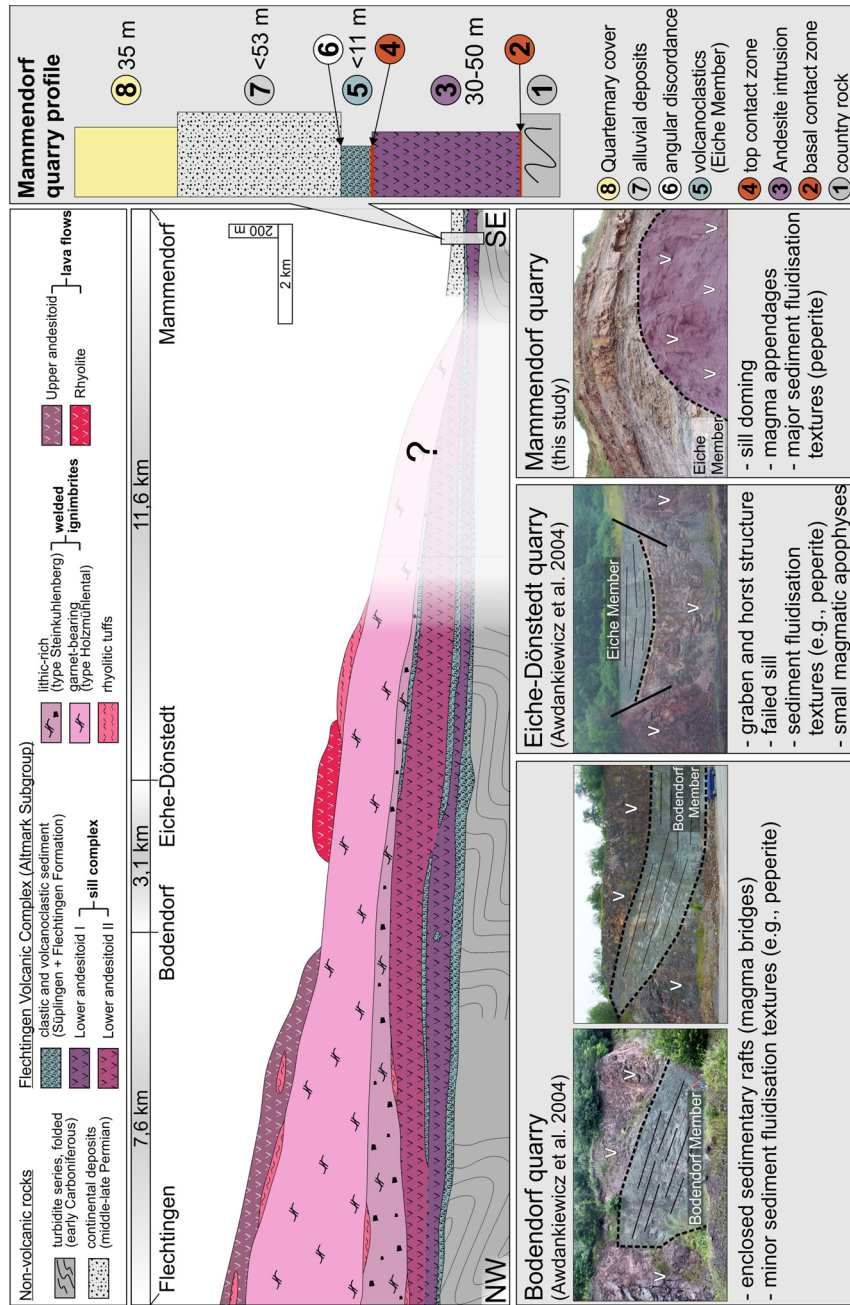 Non-volcanic rocks
turbidite series, folded
(early Carboniferous)
continental deposits
(middle-late Permian)
Flechtingen Volcanic Complex (Altmark Subgroup)
clastic and volcanoclastic sediment
(Süplingen + Flechtingen Formation)
Lower andesitoid I
Lower andesitoid II
sill complex
lithic-rich
(type Steinkuhlenberg)
garnet-bearing
(type Holzmühlental)
rhyolitic tuffs
welded
ignimbrites
Upper andesitoid
Rhyolite
lava flows
Flechtingen
7,6 km
Bodendorf
3,1 km
Eiche-Dönstedt
11,6 km
Mammendorf
200 m
2 km
?
NW
SE
Mammendorf
quarry profile
8 35 m
7 <53 m
6
5 <11 m
4
3
30-50 m
2
1
8 Quarternary cover
7 alluvial deposits
6 angular discordance
5 volcanoclastics
(Eiche Member)
4 top contact zone
3 Andesite intrusion
2 basal contact zone
1 country rock
Bodendorf quarry
(Awdankiewicz et al. 2004)
V
V
Bodendorf Member
V
V
Bodendorf
Member
- enclosed sedimentary rafts (magma bridges)
- minor sediment fluidisation textures (e.g., peperite)
Eiche-Dönstedt quarry
(Awdankiewicz et al. 2004)
Eiche Member
V
V
V
- graben and horst structure
- failed sill
- sediment fluidisation
textures (e.g., peperite)
- small magmatic apophyses
Mammendorf quarry
(this study)
Eiche
Member
V
V
V
V
V
- sill doming
- magma appendages
- major sediment fluidisation
textures (peperite)